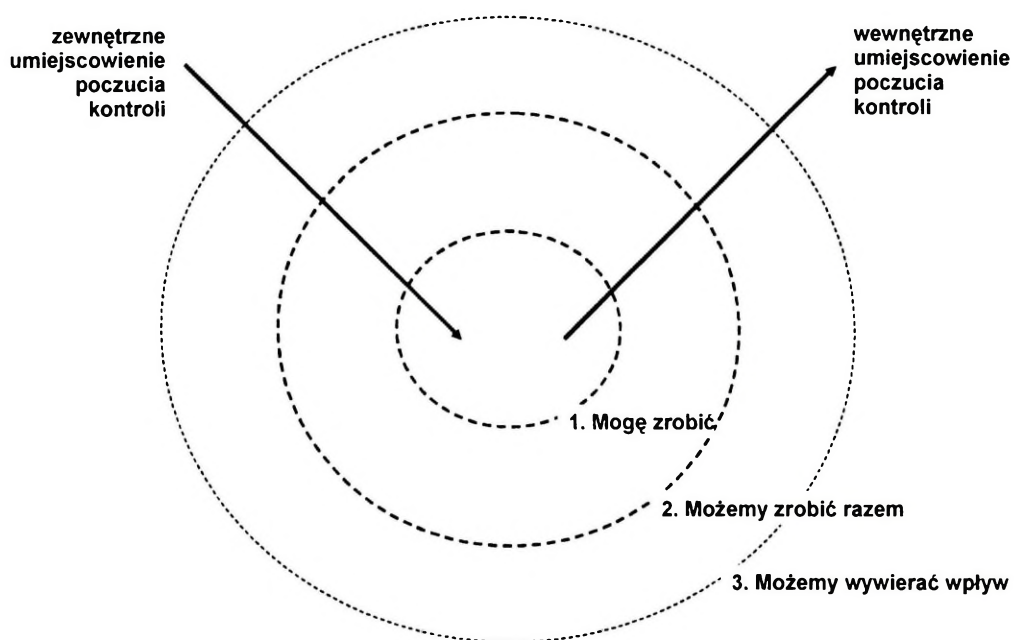 zewnętrzne
umiejscowienie
poczucia
kontroli
wewnętrzne
umiejscowienie
poczucia
kontroli
1. Mogę zrobić
2. Możemy zrobić razem
3. Możemy wywierać wpływ